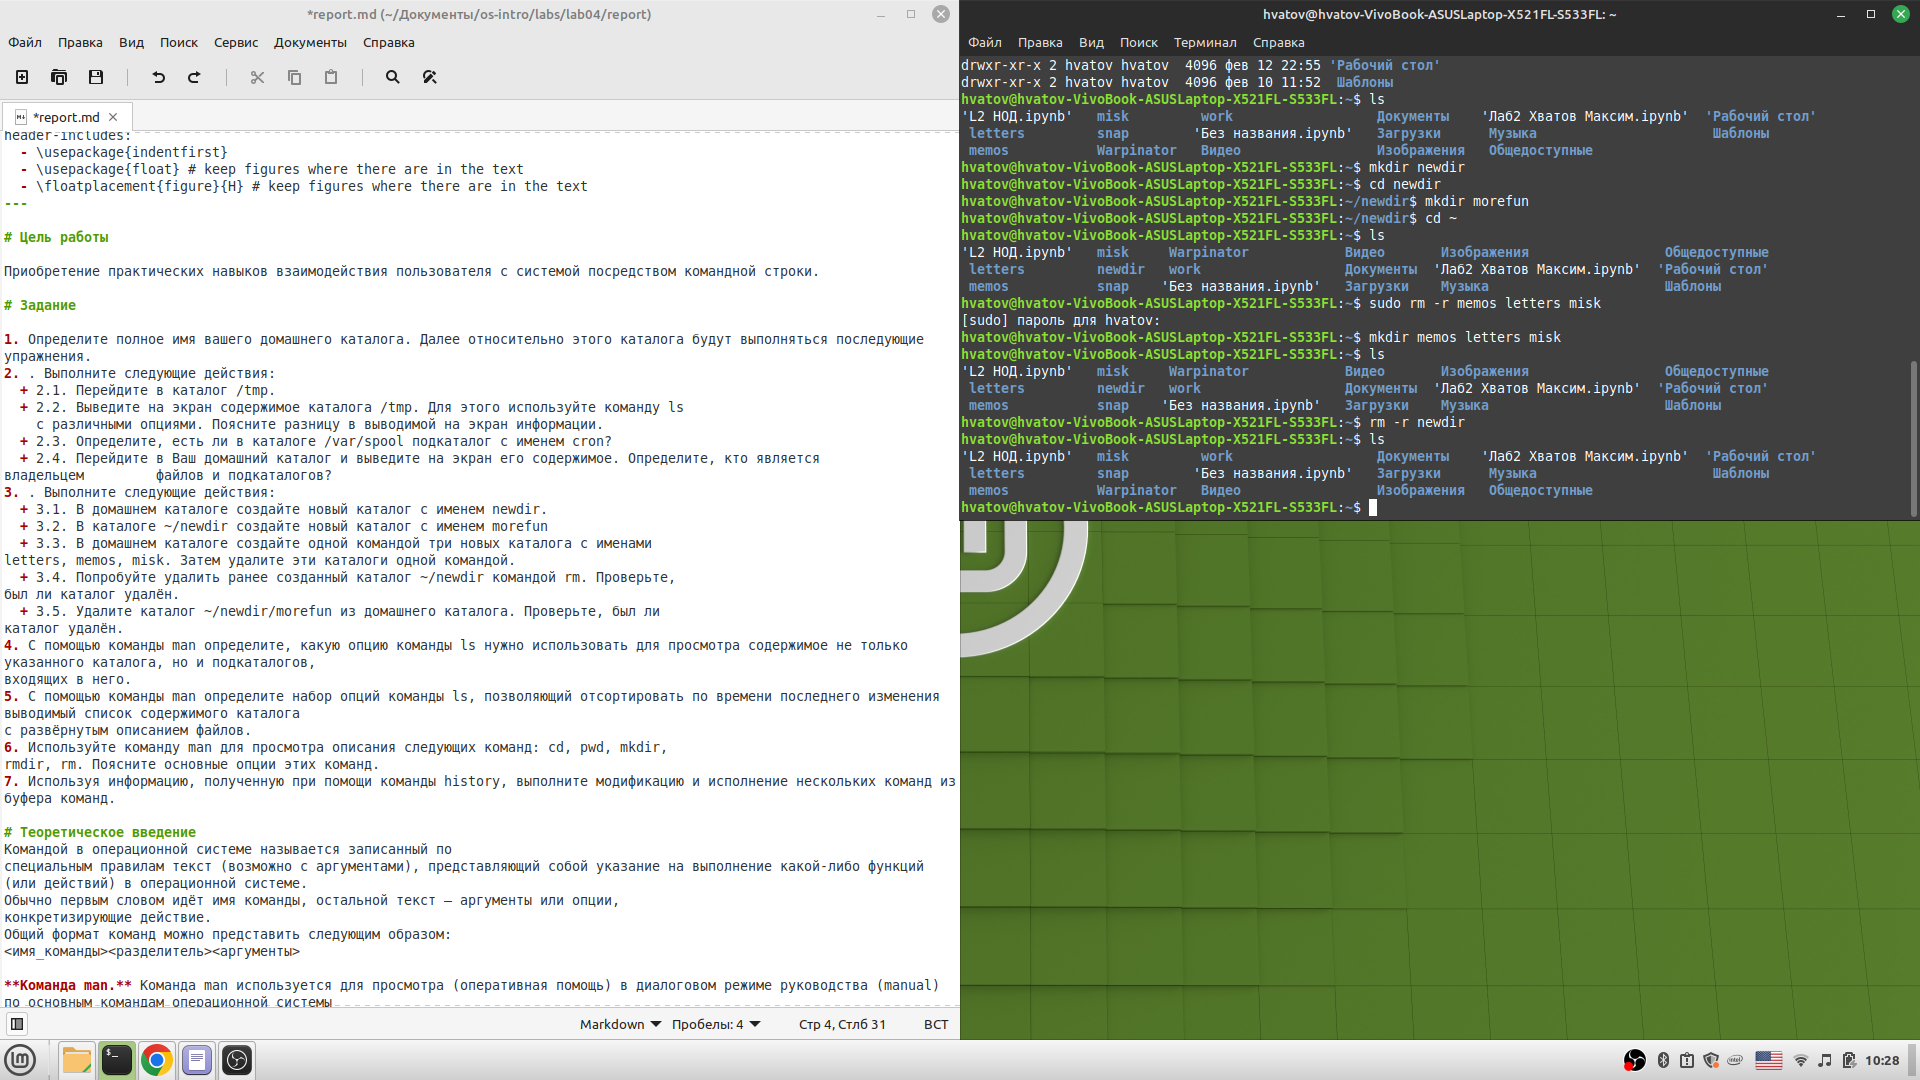 *report.md (~/Документы/os-intro/labs/lab04/report)
Файл Правка Вид Поиск Сервис Документы Справка
*report.md
header-includes:
- \usepackage{indentfirst}
- \usepackage{float} # keep figures where there are in the text
- \floatplacement{figure}{H} # keep figures where there are in the text
---
# Цель работы
Приобретение практических навыков взаимодействия пользователя с системой посредством командной строки.
# Задание
1. Определите полное имя вашего домашнего каталога. Далее относительно этого каталога будут выполняться последующие
упражнения.
2. . Выполните следующие действия:
+ 2.1. Перейдите в каталог /tmp.
+ 2.2. Выведите на экран содержимое каталога /tmp. Для этого используйте команду ls
с различными опциями. Поясните разницу в выводимой на экран информации.
+ 2.3. Определите, есть ли в каталоге /var/spool подкаталог с именем cron?
+ 2.4. Перейдите в Ваш домашний каталог и выведите на экран его содержимое. Определите, кто является
владельцем         файлов и подкаталогов?
3. . Выполните следующие действия:
+ 3.1. В домашнем каталоге создайте новый каталог с именем newdir.
+ 3.2. В каталоге ~/newdir создайте новый каталог с именем morefun
+ 3.3. В домашнем каталоге создайте одной командой три новых каталога с именами
letters, memos, misk. Затем удалите эти каталоги одной командой.
+ 3.4. Попробуйте удалить ранее созданный каталог ~/newdir командой rm. Проверьте,
был ли каталог удалён.
+ 3.5. Удалите каталог ~/newdir/morefun из домашнего каталога. Проверьте, был ли
каталог удалён.
4. С помощью команды man определите, какую опцию команды ls нужно использовать для просмотра содержимое не только
указанного каталога, но и подкаталогов,
входящих в него.
5. С помощью команды man определите набор опций команды ls, позволяющий отсортировать по времени последнего изменения
выводимый список содержимого каталога
с развёрнутым описанием файлов.
6. Используйте команду man для просмотра описания следующих команд: cd, pwd, mkdir,
rmdir, rm. Поясните основные опции этих команд.
7. Используя информацию, полученную при помощи команды history, выполните модификацию и исполнение нескольких команд из
буфера команд.
# Теоретическое введение
Командой в операционной системе называется записанный по
специальным правилам текст (возможно с аргументами), представляющий собой указание на выполнение какой-либо функций
(или действий) в операционной системе.
Обычно первым словом идёт имя команды, остальной текст — аргументы или опции,
конкретизирующие действие.
Общий формат команд можно представить следующим образом:
<имя_команды><разделитель><аргументы>
**Команда man.** Команда man используется для просмотра (оперативная помощь) в диалоговом режиме руководства (manual)
по основным командам операционной системы
Markdown Пробелы: 4 Стр 4, Стлб 31 ВСТ
hvatov@hvatov-VivoBook-ASUSLaptop-X521FL-S533FL: ~
Файл Правка Вид Поиск Терминал Справка
drwxr-xr-x 2 hvatov hvatov  4096 фев 12 22:55 'Рабочий стол'
drwxr-xr-x 2 hvatov hvatov  4096 фев 10 11:52  Шаблоны
hvatov@hvatov-VivoBook-ASUSLaptop-X521FL-S533FL:~$ ls
'L2 НОД.ipynb'   misk   work   Документы   'Лаб2 Хватов Максим.ipynb'   'Рабочий стол'
letters   snap   'Без названия.ipynb'   Загрузки   Музыка   Шаблоны
memos   Warpinator   Видео   Изображения   Общедоступные
hvatov@hvatov-VivoBook-ASUSLaptop-X521FL-S533FL:~$ mkdir newdir
hvatov@hvatov-VivoBook-ASUSLaptop-X521FL-S533FL:~$ cd newdir
hvatov@hvatov-VivoBook-ASUSLaptop-X521FL-S533FL:~/newdir$ mkdir morefun
hvatov@hvatov-VivoBook-ASUSLaptop-X521FL-S533FL:~/newdir$ cd ~
hvatov@hvatov-VivoBook-ASUSLaptop-X521FL-S533FL:~$ ls
'L2 НОД.ipynb'   misk   Warpinator   Видео   Изображения   Общедоступные
letters   newdir   work   Документы   'Лаб2 Хватов Максим.ipynb'   'Рабочий стол'
memos   snap   'Без названия.ipynb'   Загрузки   Музыка   Шаблоны
hvatov@hvatov-VivoBook-ASUSLaptop-X521FL-S533FL:~$ sudo rm -r memos letters misk
[sudo] пароль для hvatov:
hvatov@hvatov-VivoBook-ASUSLaptop-X521FL-S533FL:~$ mkdir memos letters misk
hvatov@hvatov-VivoBook-ASUSLaptop-X521FL-S533FL:~$ ls
'L2 НОД.ipynb'   misk   Warpinator   Видео   Изображения   Общедоступные
letters   newdir   work   Документы   'Лаб2 Хватов Максим.ipynb'   'Рабочий стол'
memos   snap   'Без названия.ipynb'   Загрузки   Музыка   Шаблоны
hvatov@hvatov-VivoBook-ASUSLaptop-X521FL-S533FL:~$ rm -r newdir
hvatov@hvatov-VivoBook-ASUSLaptop-X521FL-S533FL:~$ ls
'L2 НОД.ipynb'   misk   work   Документы   'Лаб2 Хватов Максим.ipynb'   'Рабочий стол'
letters   snap   'Без названия.ipynb'   Загрузки   Музыка   Шаблоны
memos   Warpinator   Видео   Изображения   Общедоступные
hvatov@hvatov-VivoBook-ASUSLaptop-X521FL-S533FL:~$
10:28